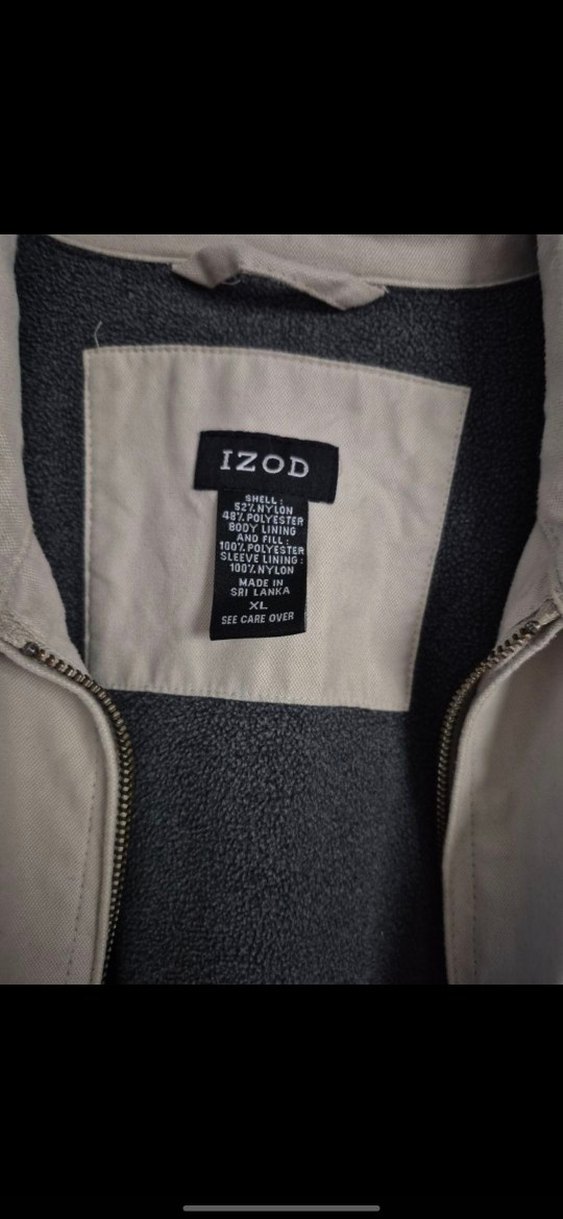 IZOD
SHELL :
52% NYLON
48% POLYESTER
BODY LINING
AND FILL :
100% POLYESTER
SLEEVE LINING :
100% NYLON
MADE IN
SRI LANKA
XL
SEE CARE OVER